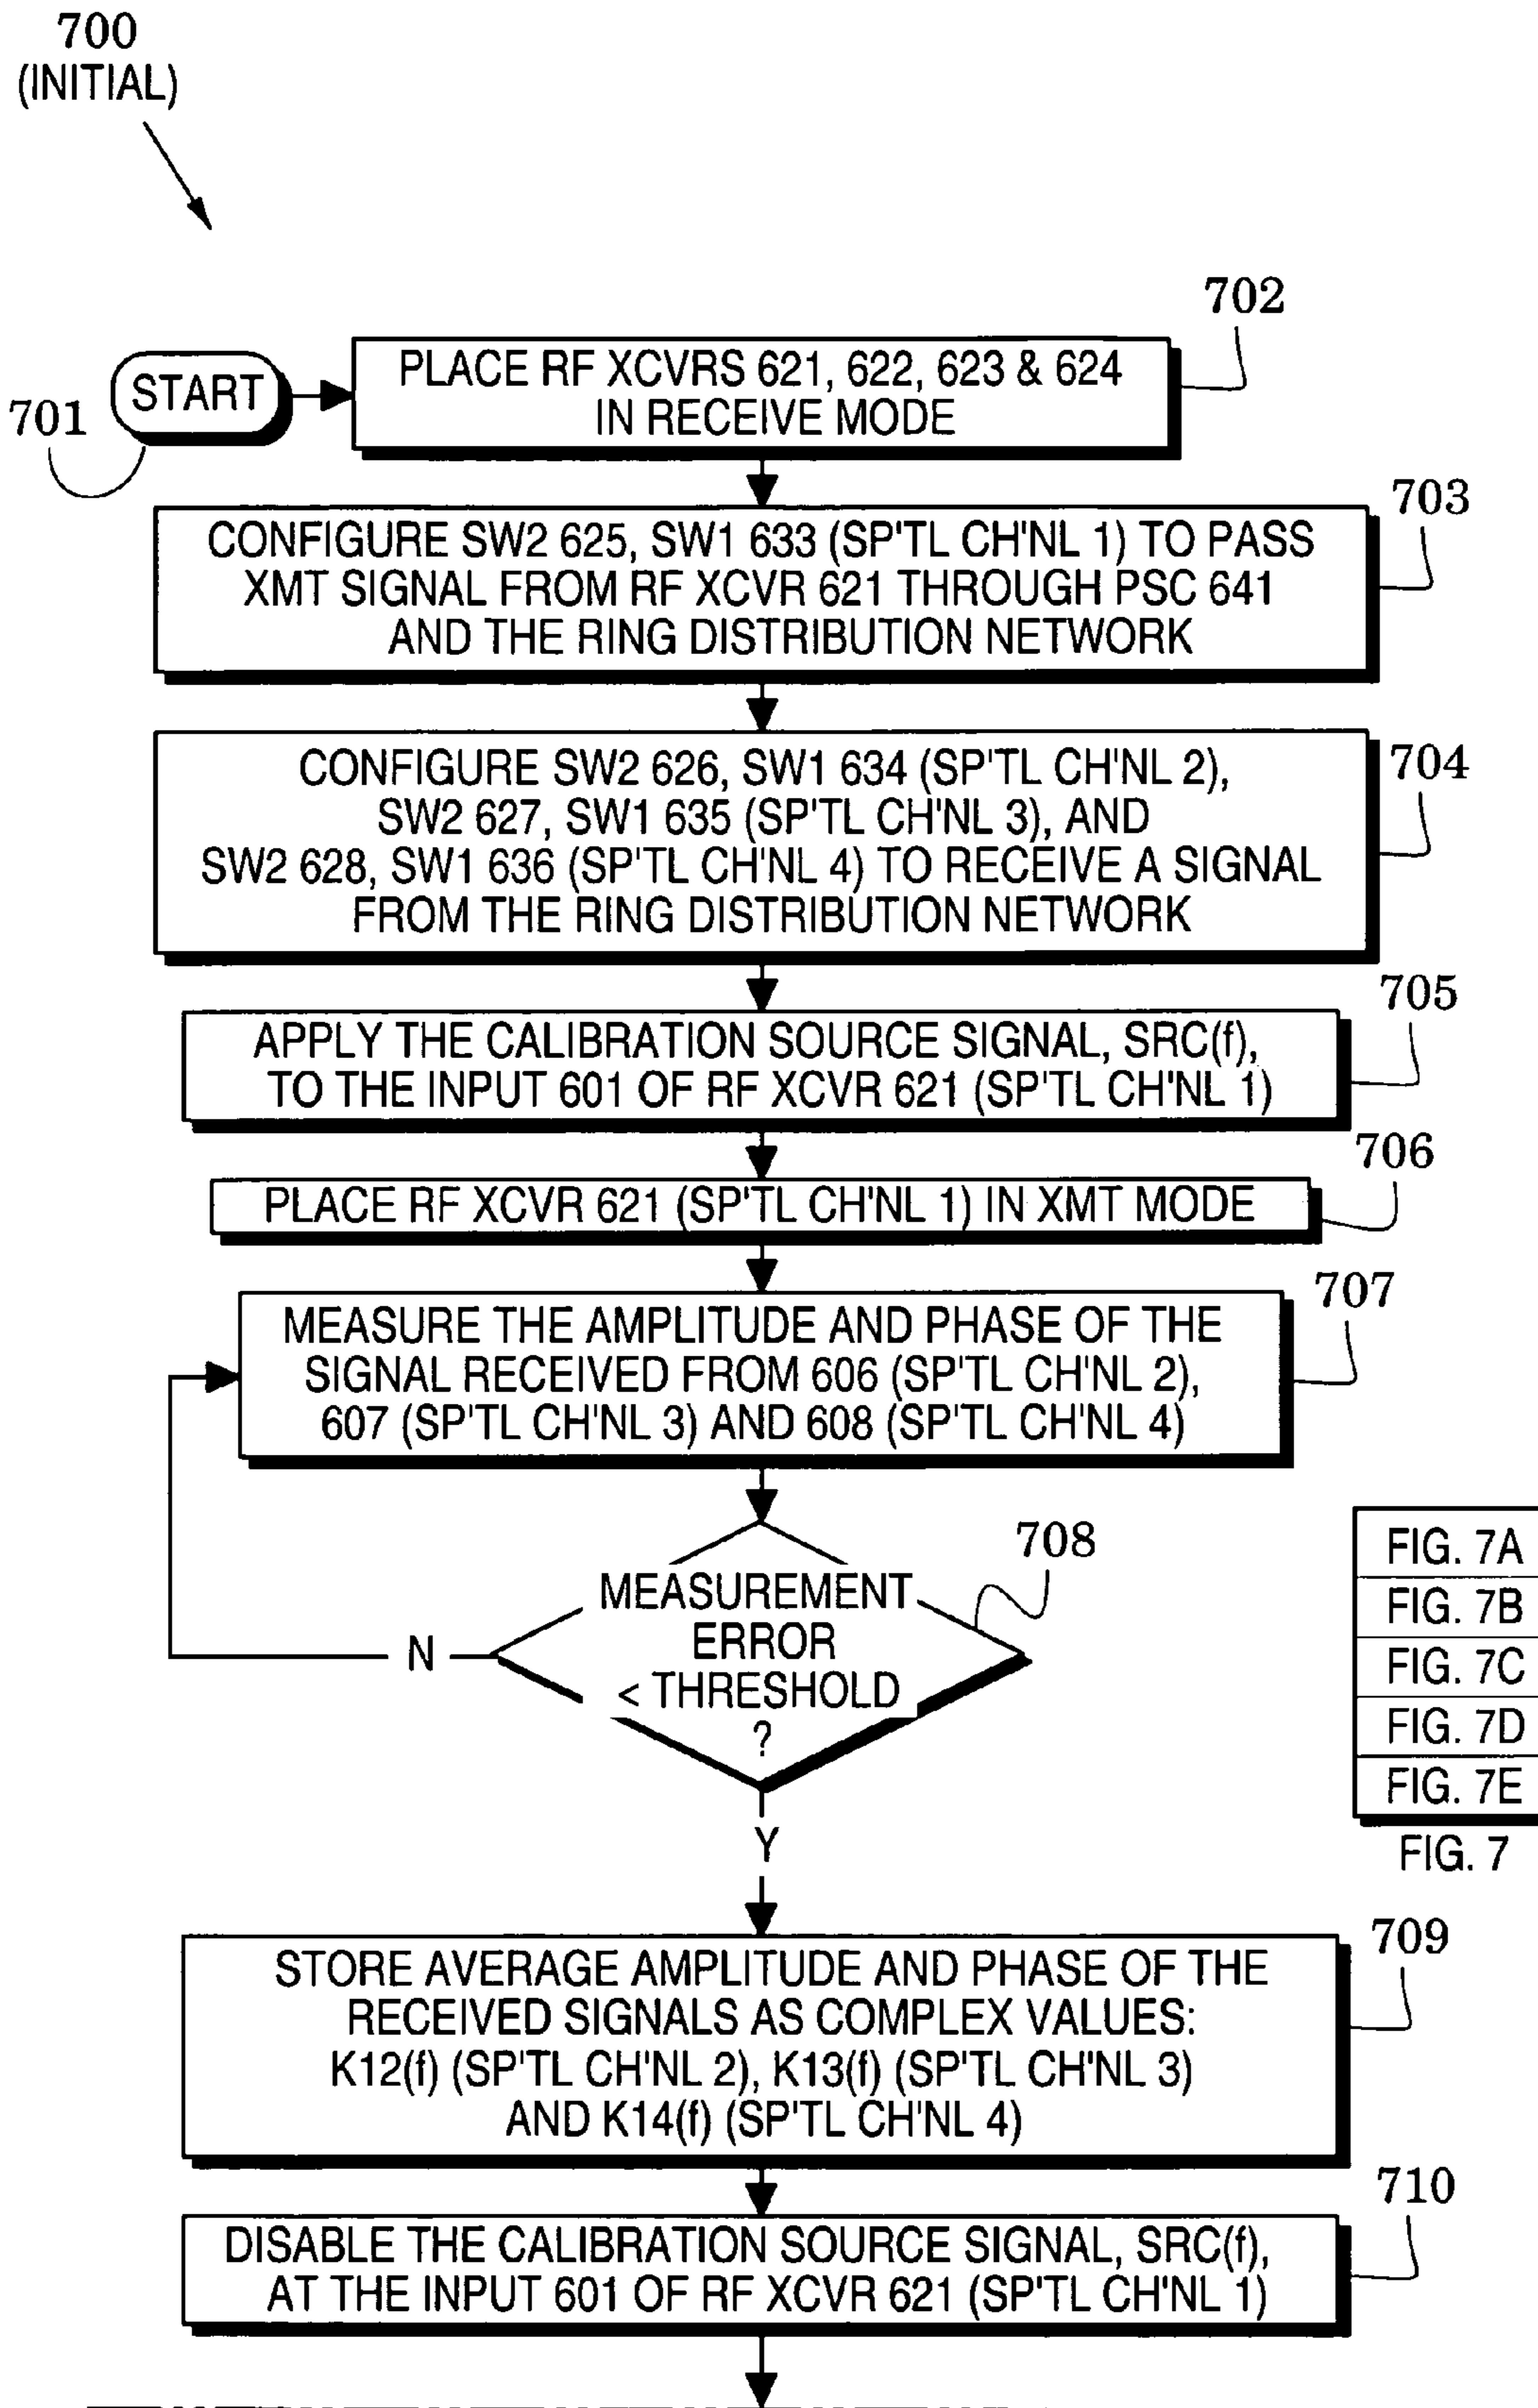 700
(INITIAL)
702
701
START
PLACE RF XCVRS 621, 622, 623 & 624
IN RECEIVE MODE
703
CONFIGURE SW2 625, SW1 633 (SP'TL CH'NL 1) TO PASS
XMT SIGNAL FROM RF XCVR 621 THROUGH PSC 641
AND THE RING DISTRIBUTION NETWORK
704
CONFIGURE SW2 626, SW1 634 (SP'TL CH'NL 2),
SW2 627, SW1 635 (SP'TL CH'NL 3), AND
SW2 628, SW1 636 (SP'TL CH'NL 4) TO RECEIVE A SIGNAL
FROM THE RING DISTRIBUTION NETWORK
705
APPLY THE CALIBRATION SOURCE SIGNAL, SRC(f),
TO THE INPUT 601 OF RF XCVR 621 (SP'TL CH'NL 1)
706
PLACE RF XCVR 621 (SP'TL CH'NL 1) IN XMT MODE
707
MEASURE THE AMPLITUDE AND PHASE OF THE
SIGNAL RECEIVED FROM 606 (SP'TL CH'NL 2),
607 (SP'TL CH'NL 3) AND 608 (SP'TL CH'NL 4)
708
MEASUREMENT
ERROR
< THRESHOLD
?
N
Y
FIG. 7A
FIG. 7B
FIG. 7C
FIG. 7D
FIG. 7E
FIG. 7
709
STORE AVERAGE AMPLITUDE AND PHASE OF THE
RECEIVED SIGNALS AS COMPLEX VALUES:
K12(f) (SP'TL CH'NL 2), K13(f) (SP'TL CH'NL 3)
AND K14(f) (SP'TL CH'NL 4)
710
DISABLE THE CALIBRATION SOURCE SIGNAL, SRC(f),
AT THE INPUT 601 OF RF XCVR 621 (SP'TL CH'NL 1)